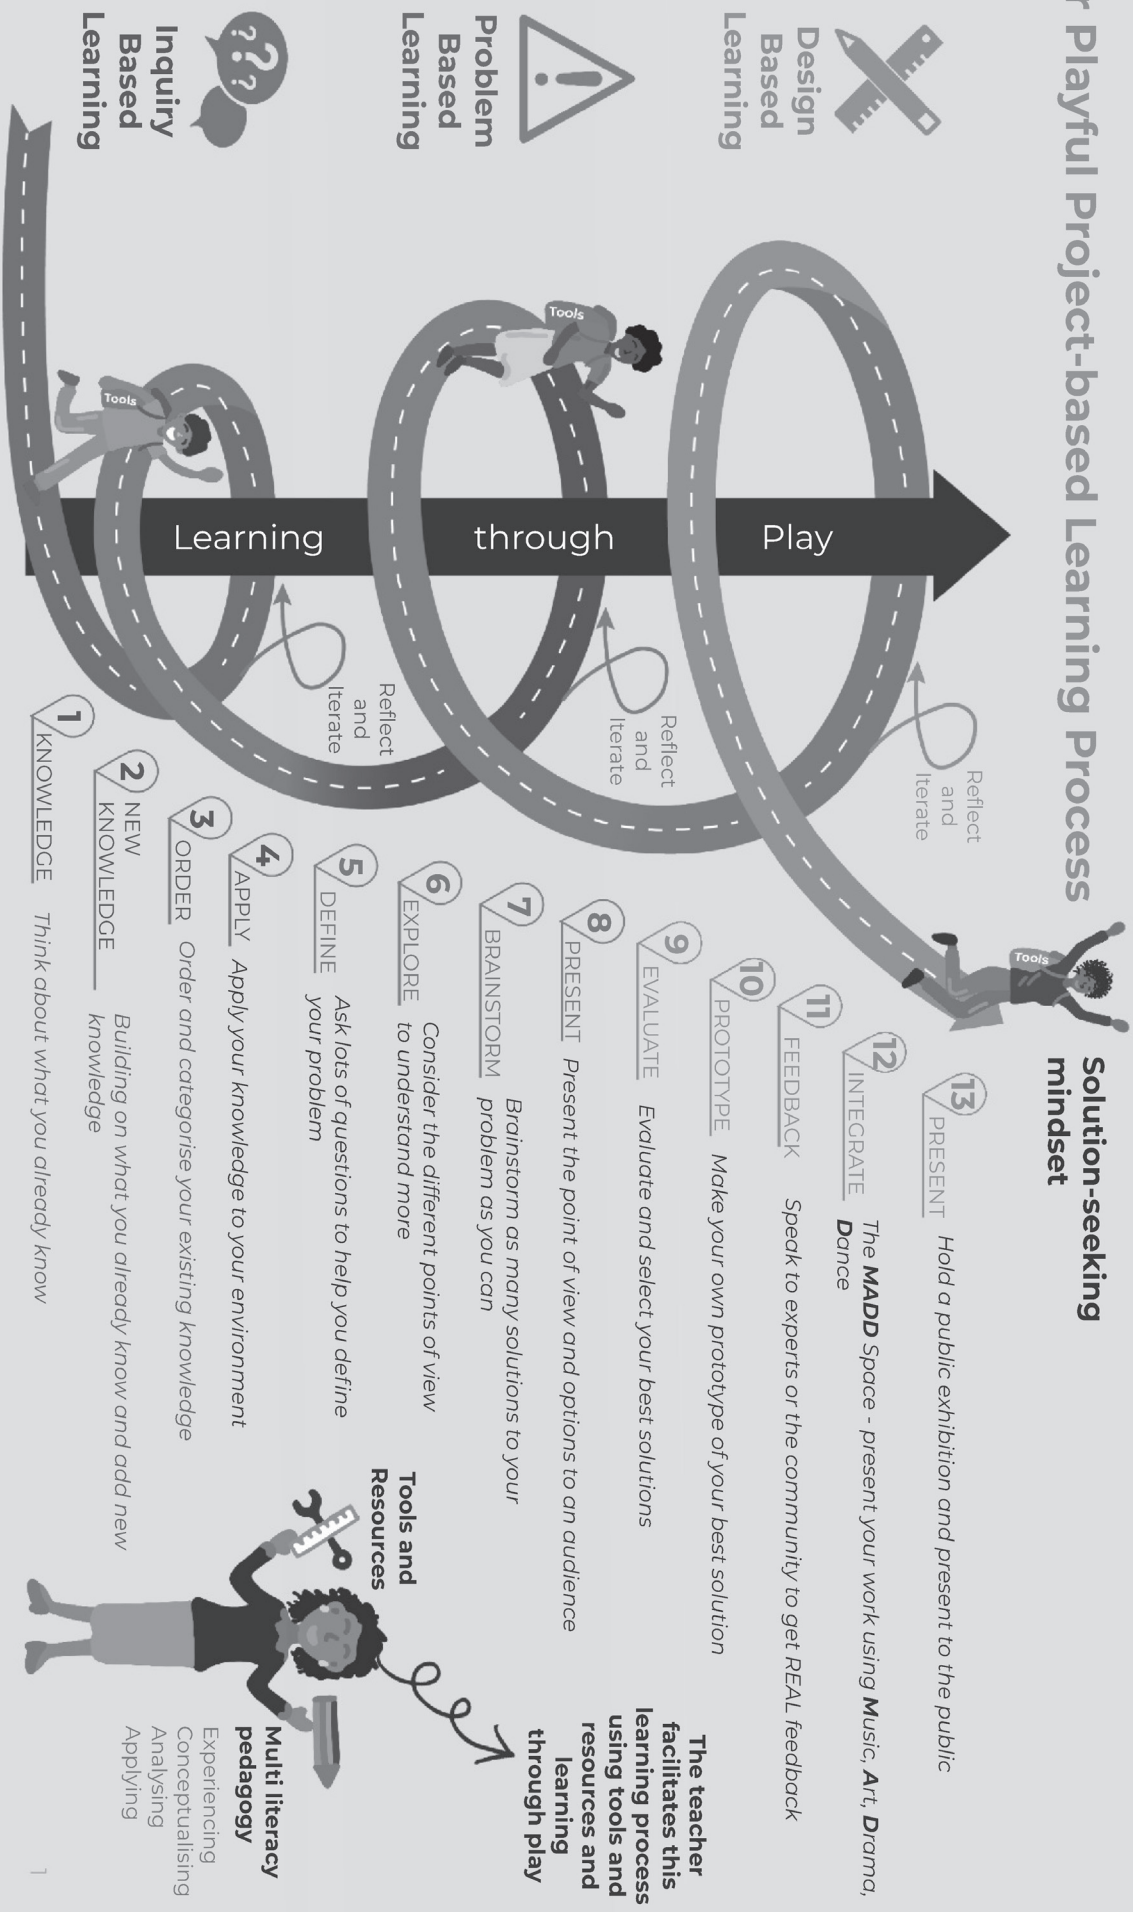 r Playful Project-based Learning Process
Solution-seeking
mindset
Design
Based
Learning
Problem
Based
Learning
Inquiry
Based
Learning
Learning through Play
Tools
Tools
Tools
Reflect
and
Iterate
Reflect
and
Iterate
Reflect
and
Iterate
13 PRESENT Hold a public exhibition and present to the public
12 INTEGRATE The MADD Space - present your work using Music, Art, Drama,
Dance
11 FEEDBACK Speak to experts or the community to get REAL feedback
10 PROTOTYPE Make your own prototype of your best solution
9 EVALUATE Evaluate and select your best solutions
8 PRESENT Present the point of view and options to an audience
7 BRAINSTORM Brainstorm as many solutions to your
problem as you can
6 EXPLORE Consider the different points of view
to understand more
5 DEFINE Ask lots of questions to help you define
your problem
4 APPLY Apply your knowledge to your environment
3 ORDER Order and categorise your existing knowledge
2 NEW
KNOWLEDGE Building on what you already know and add new
knowledge
1 KNOWLEDGE Think about what you already know
Tools and
Resources
The teacher
facilitates this
learning process
using tools and
resources and
learning
through play
Multi literacy
pedagogy
Experiencing
Conceptualising
Analysing
Applying
1